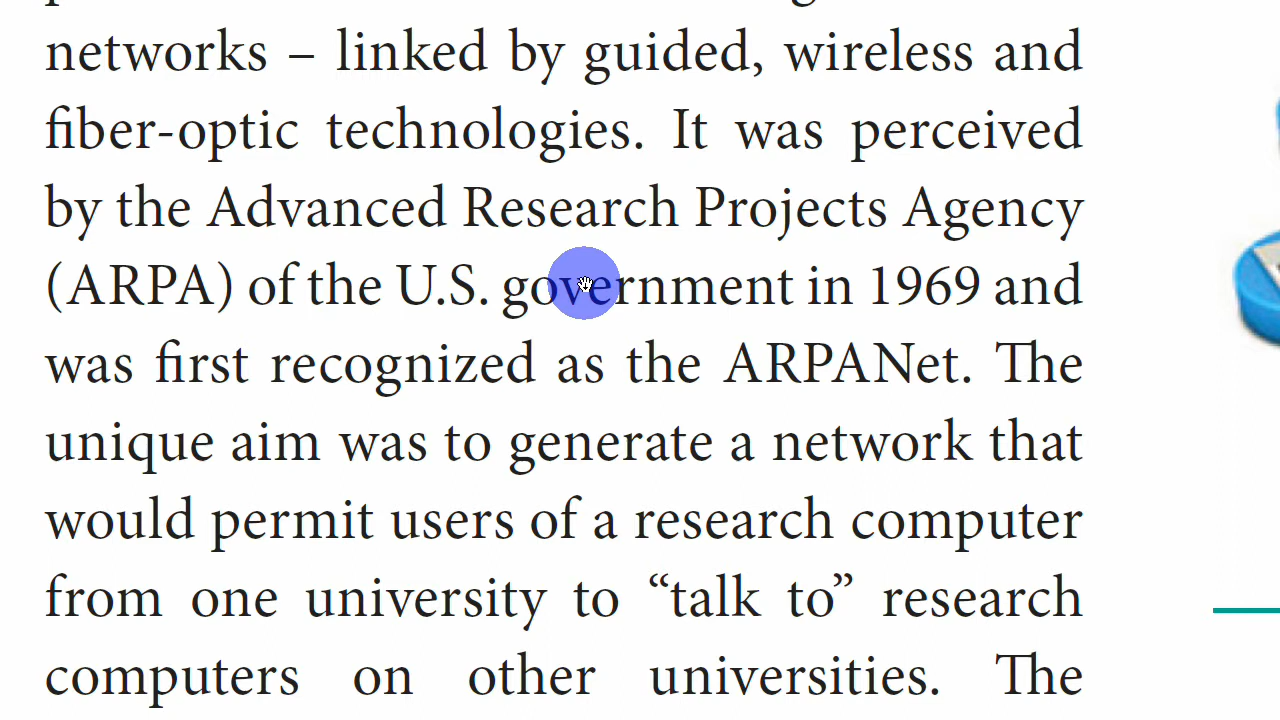 networks – linked by guided, wireless and
fiber-optic technologies. It was perceived
by the Advanced Research Projects Agency
(ARPA) of the U.S. government in 1969 and
was first recognized as the ARPANet. The
unique aim was to generate a network that
would permit users of a research computer
from one university to “talk to” research
computers on other universities. The